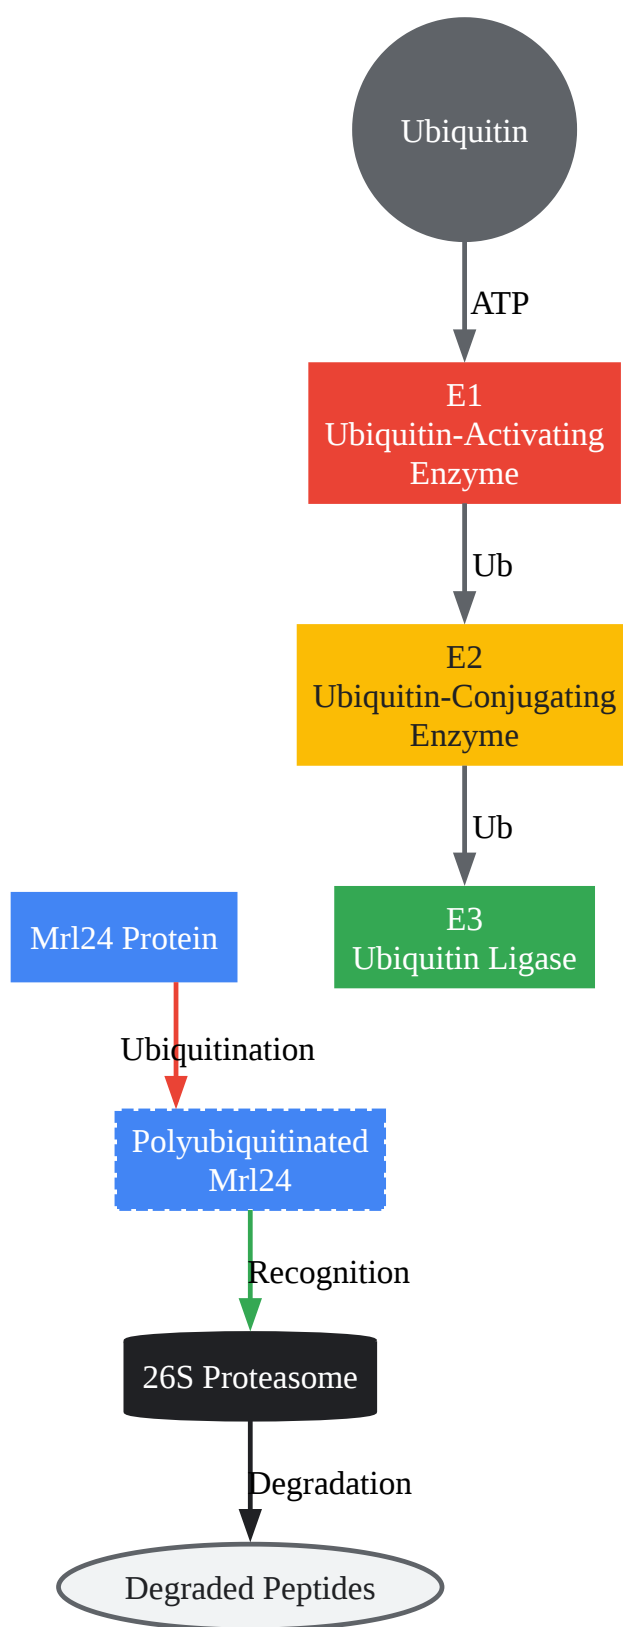 Ubiquitin
ATP
E1
Ubiquitin-Activating
Enzyme
Ub
E2
Ubiquitin-Conjugating
Enzyme
Ub
E3
Ubiquitin Ligase
Mrl24 Protein
Ubiquitination
Polyubiquitinated
Mrl24
Recognition
26S Proteasome
Degradation
Degraded Peptides